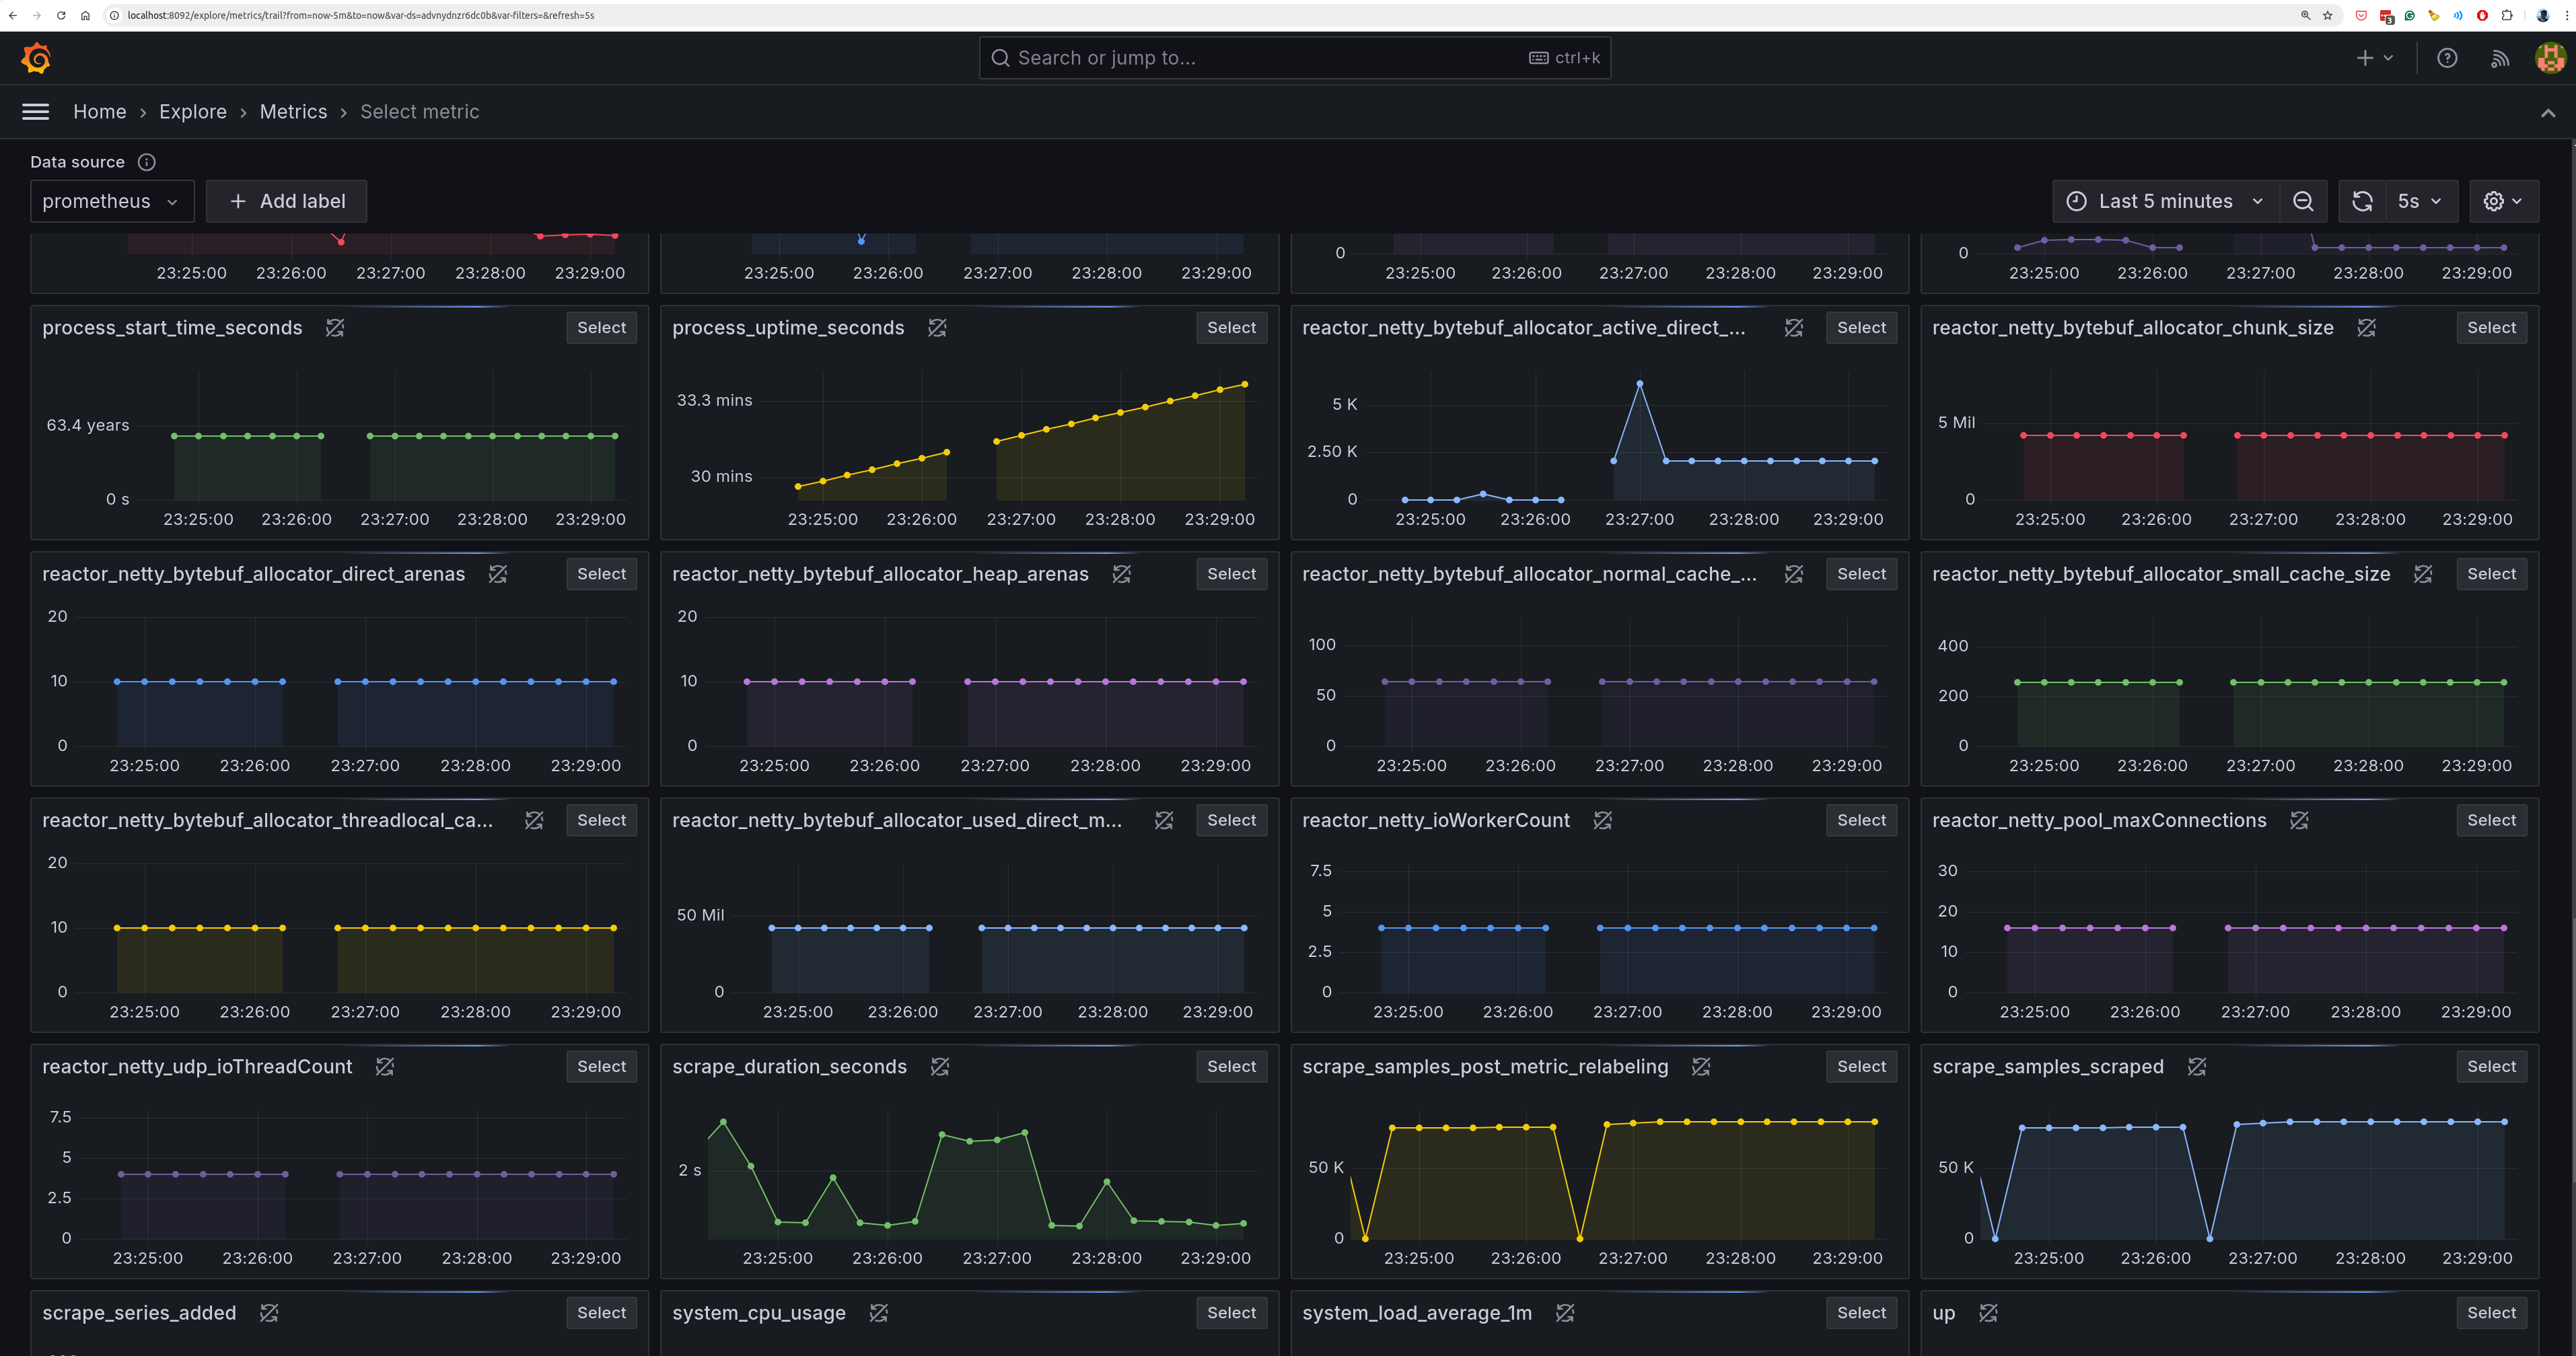 localhost:8092/explore/metrics/trail?from=now-5m&to=now&var-ds=advnydnzr6dc0b&var-filters=&refresh=5s
3
Search or jump to... ctrl+k
Home › Explore › Metrics › Select metric
Data source
prometheus + Add label Last 5 minutes 5s
0 0
23:25:00 23:26:00 23:27:00 23:28:00 23:29:00 23:25:00 23:26:00 23:27:00 23:28:00 23:29:00 23:25:00 23:26:00 23:27:00 23:28:00 23:29:00 23:25:00 23:26:00 23:27:00 23:28:00 23:29:00
process_start_time_seconds Select
63.4 years
0 s
23:25:00 23:26:00 23:27:00 23:28:00 23:29:00
process_uptime_seconds Select
33.3 mins
30 mins
23:25:00 23:26:00 23:27:00 23:28:00 23:29:00
reactor_netty_bytebuf_allocator_active_direct_... Select
5 K
2.50 K
0
23:25:00 23:26:00 23:27:00 23:28:00 23:29:00
reactor_netty_bytebuf_allocator_chunk_size Select
5 Mil
0
23:25:00 23:26:00 23:27:00 23:28:00 23:29:00
reactor_netty_bytebuf_allocator_direct_arenas Select
20
10
0
23:25:00 23:26:00 23:27:00 23:28:00 23:29:00
reactor_netty_bytebuf_allocator_heap_arenas Select
20
10
0
23:25:00 23:26:00 23:27:00 23:28:00 23:29:00
reactor_netty_bytebuf_allocator_normal_cache_... Select
100
50
0
23:25:00 23:26:00 23:27:00 23:28:00 23:29:00
reactor_netty_bytebuf_allocator_small_cache_size Select
400
200
0
23:25:00 23:26:00 23:27:00 23:28:00 23:29:00
reactor_netty_bytebuf_allocator_threadlocal_ca... Select
20
10
0
23:25:00 23:26:00 23:27:00 23:28:00 23:29:00
reactor_netty_bytebuf_allocator_used_direct_m... Select
50 Mil
0
23:25:00 23:26:00 23:27:00 23:28:00 23:29:00
reactor_netty_ioWorkerCount Select
7.5
5
2.5
0
23:25:00 23:26:00 23:27:00 23:28:00 23:29:00
reactor_netty_pool_maxConnections Select
30
20
10
0
23:25:00 23:26:00 23:27:00 23:28:00 23:29:00
reactor_netty_udp_ioThreadCount Select
7.5
5
2.5
0
23:25:00 23:26:00 23:27:00 23:28:00 23:29:00
scrape_duration_seconds Select
2 s
23:25:00 23:26:00 23:27:00 23:28:00 23:29:00
scrape_samples_post_metric_relabeling Select
50 K
0
23:25:00 23:26:00 23:27:00 23:28:00 23:29:00
scrape_samples_scraped Select
50 K
0
23:25:00 23:26:00 23:27:00 23:28:00 23:29:00
scrape_series_added Select
system_cpu_usage Select
system_load_average_1m Select
up Select